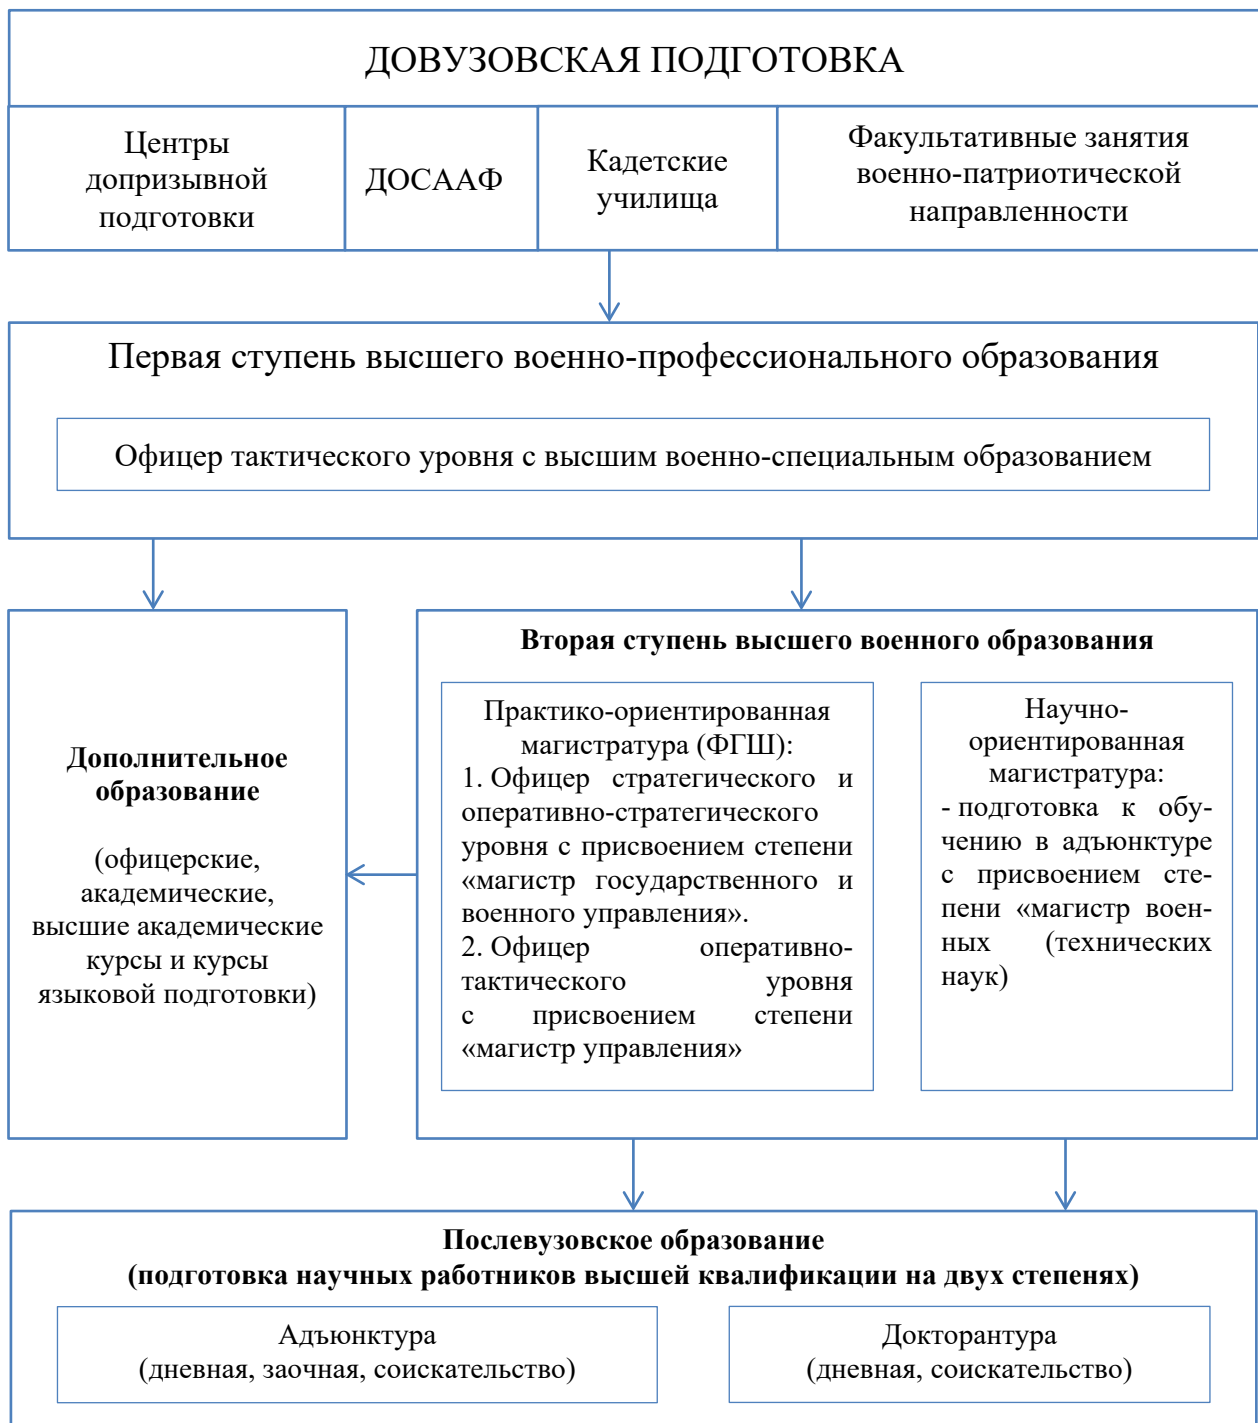 ДОВУЗОВСКАЯ ПОДГОТОВКА
Центры
допризывной
подготовки
ДОСААФ
Кадетские
училища
Факультативные занятия
военно-патриотической
направленности
Первая ступень высшего военно-профессионального образования
Офицер тактического уровня с высшим военно-специальным образованием
Дополнительное
образование
(офицерские,
академические,
высшие академические
курсы и курсы
языковой подготовки)
Вторая ступень высшего военного образования
Практико-ориентированная
магистратура (ФГШ):
1. Офицер стратегического и
оперативно-стратегического
уровня с присвоением степени
«магистр государственного и
военного управления».
2. Офицер оперативно-
тактического уровня
с присвоением степени
«магистр управления»
Научно-
ориентированная
магистратура:
- подготовка к обу-
чению в адъюнктуре
с присвоением сте-
пени «магистр воен-
ных (технических
наук)
Послевузовское образование
(подготовка научных работников высшей квалификации на двух степенях)
Адъюнктура
(дневная, заочная, соискательство)
Докторантура
(дневная, соискательство)